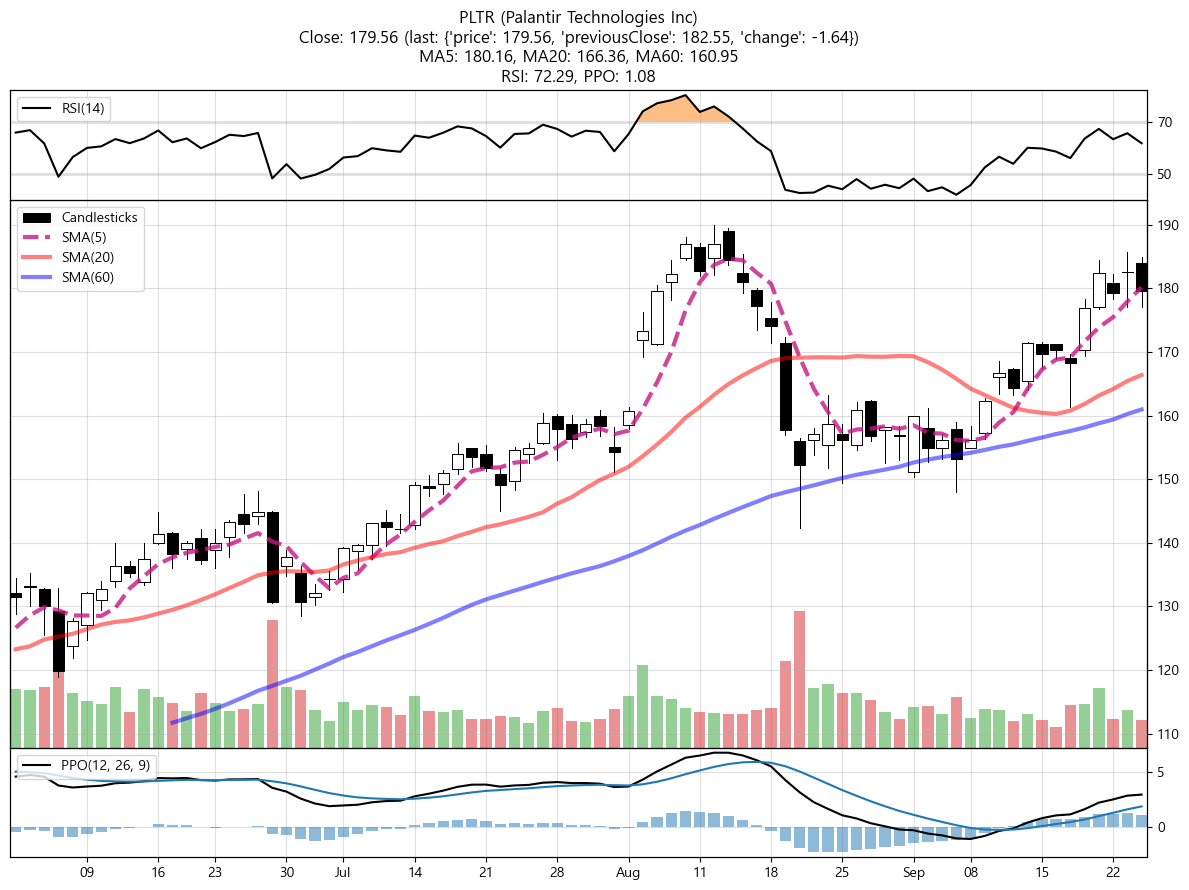 PLTR (Palantir Technologies Inc)
Close: 179.56 (last: {'price': 179.56, 'previousClose': 182.55, 'change': -1.64})
MA5: 180.16, MA20: 166.36, MA60: 160.95
RSI: 72.29, PPO: 1.08
RSI(14)
70
50
Candlesticks
SMA(5)
SMA(20)
SMA(60)
190
180
170
160
150
140
130
120
110
PPO(12, 26, 9)
5
0
09 16 23 30 Jul 14 21 28 Aug 11 18 25 Sep 08 15 22